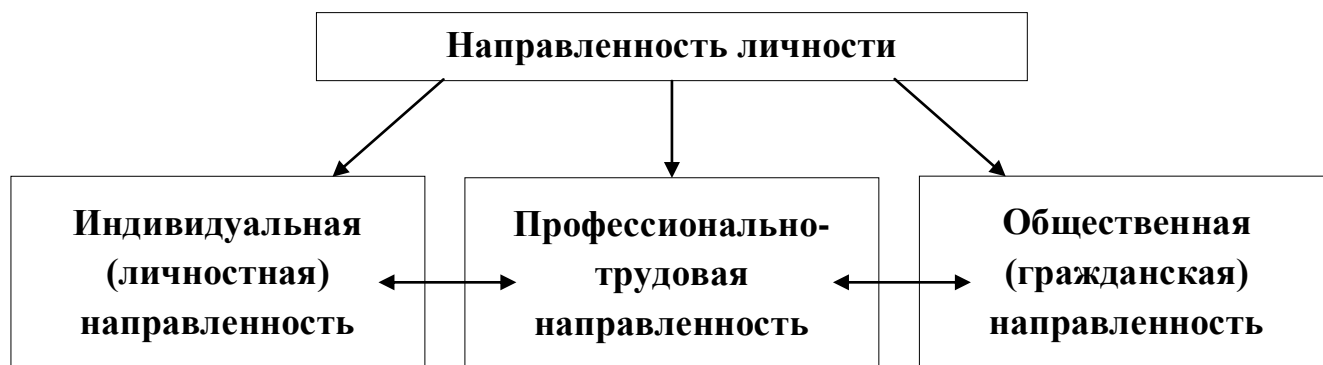 Направленность личности
Индивидуальная
(личностная)
направленность
Профессионально-
трудовая
направленность
Общественная
(гражданская)
направленность